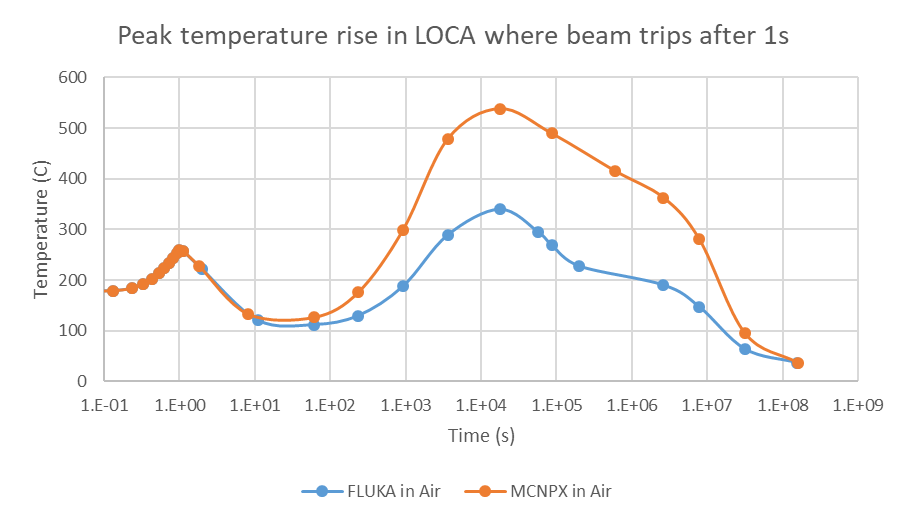 Peak temperature rise in LOCA where beam trips after 1s
600
500
400
300
200
100
0
Temperature (C)
1.E-01 1.E+00 1.E+01 1.E+02 1.E+03 1.E+04 1.E+05 1.E+06 1.E+07 1.E+08 1.E+09
Time (s)
FLUKA in Air MCNPX in Air